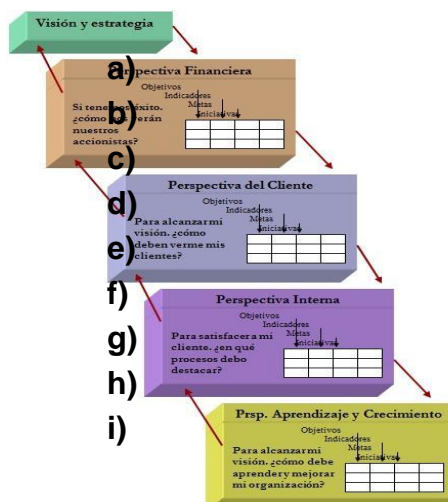 Visión y estrategia
a)
Perspectiva Financiera
Objetivos
Indicadores
Metas
Iniciativas
b)
Si tenemos éxito.
¿cómo nos verán
nuestros
accionistas?
c)
Perspectiva del Cliente
d)
Objetivos
Indicadores
Metas
Iniciativas
Para alcanzar mi
visión. ¿cómo
deben verme mis
clientes?
e)
f)
Perspectiva Interna
Objetivos
Indicadores
Metas
Iniciativas
g)
Para satisfacer a mi
cliente. ¿en qué
procesos debo
destacar?
h)
i)
Prsp. Aprendizaje y Crecimiento
Objetivos
Indicadores
Metas
Iniciativas
Para alcanzar mi
visión. ¿cómo debe
aprender y mejorar
mi organización?